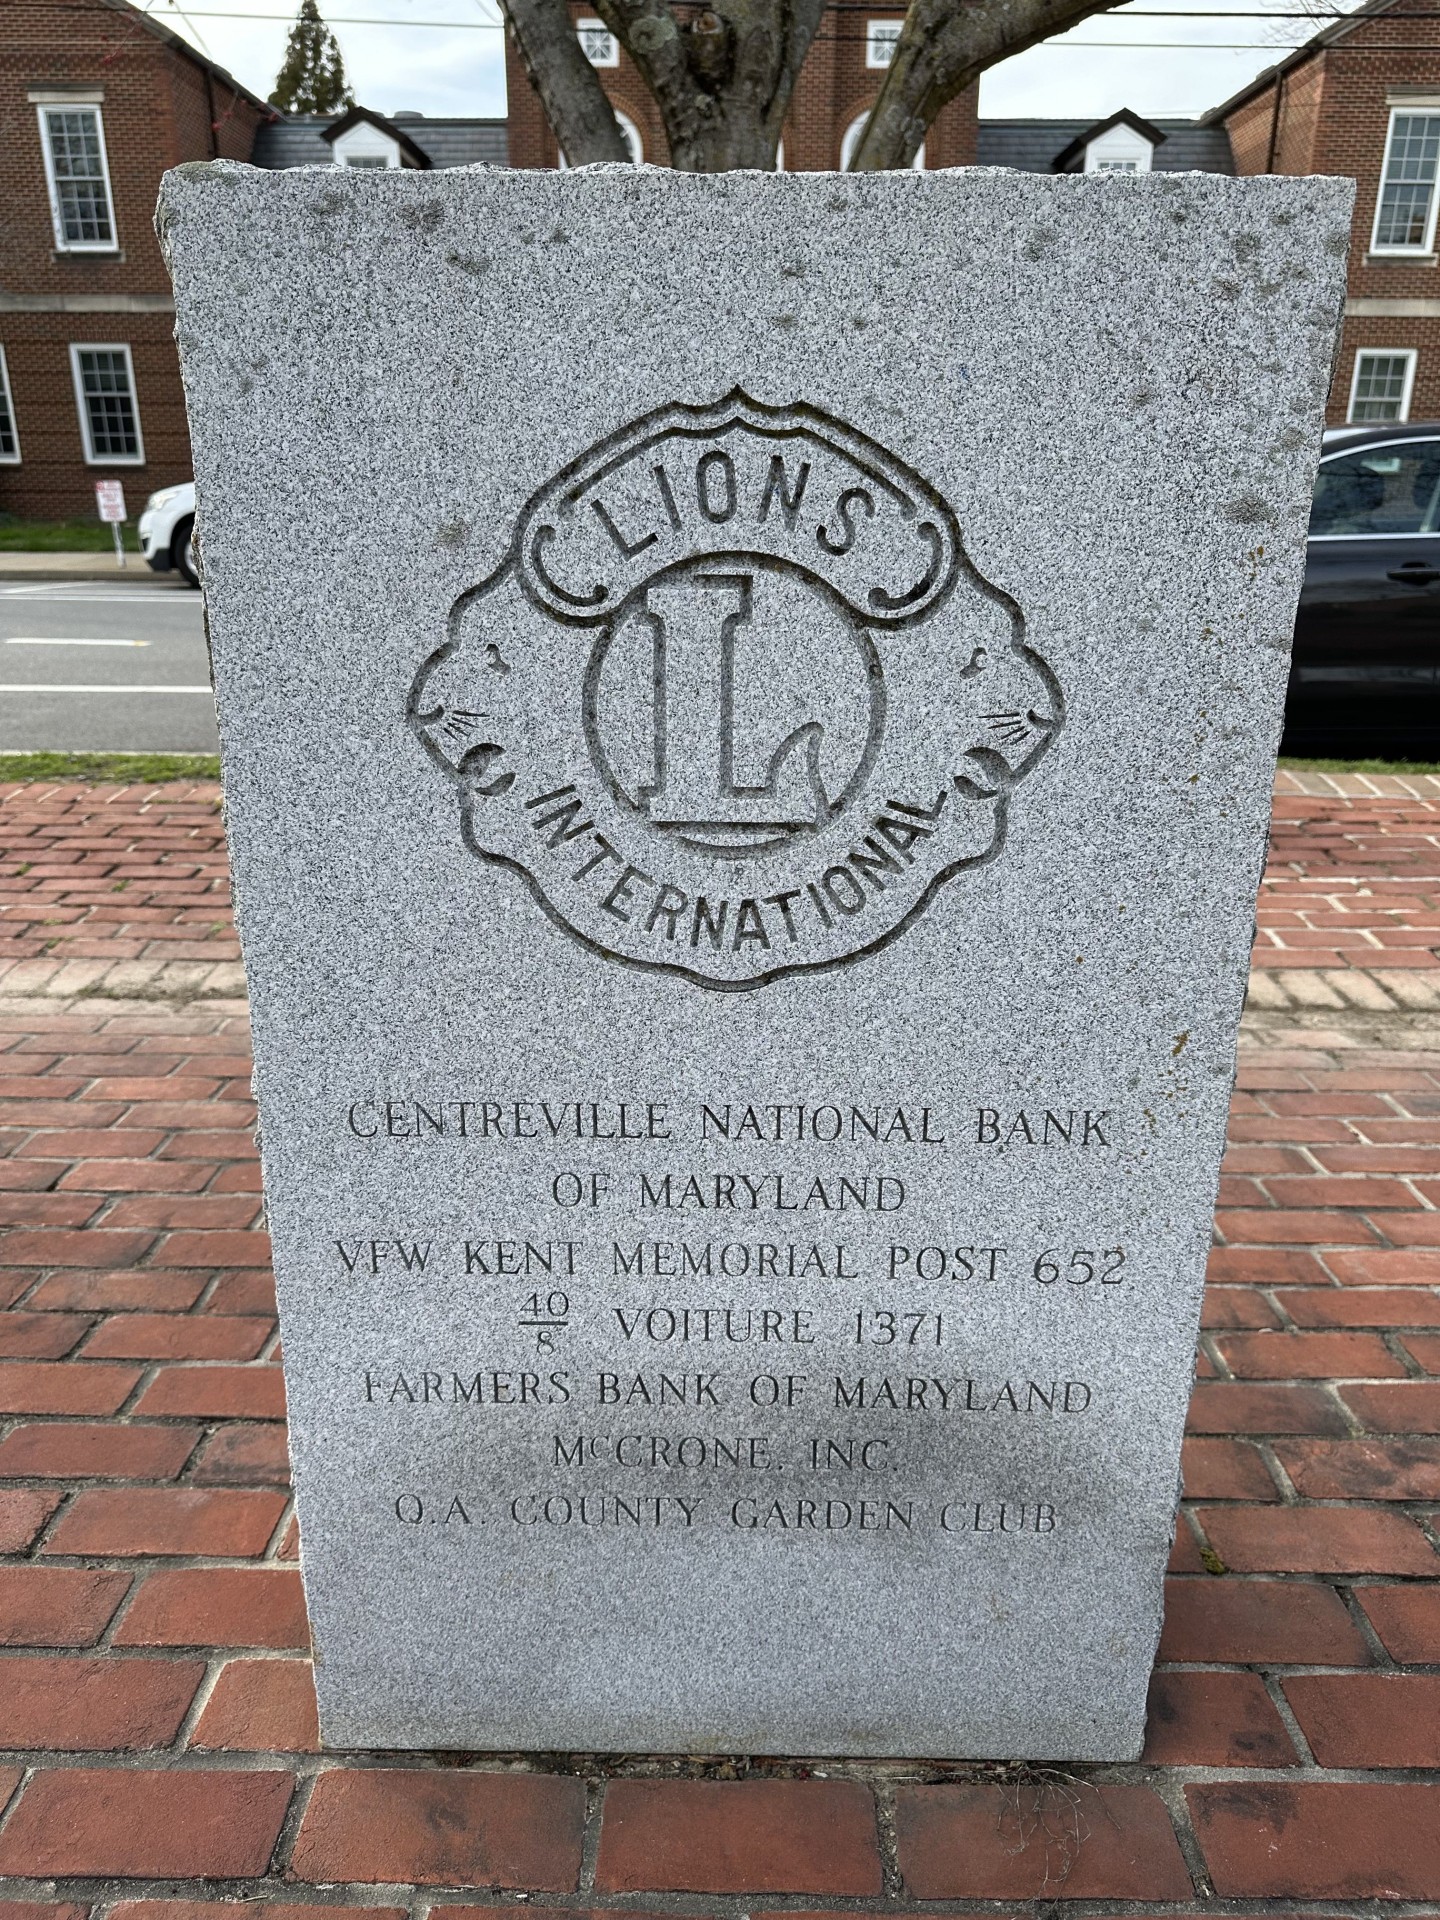 LIONS
L
INTERNATIONAL
CENTREVILLE NATIONAL BANK
OF MARYLAND
VFW KENT MEMORIAL POST 652
40/8 VOITURE 1371
FARMERS BANK OF MARYLAND
McCRONE, INC.
Q.A. COUNTY GARDEN CLUB